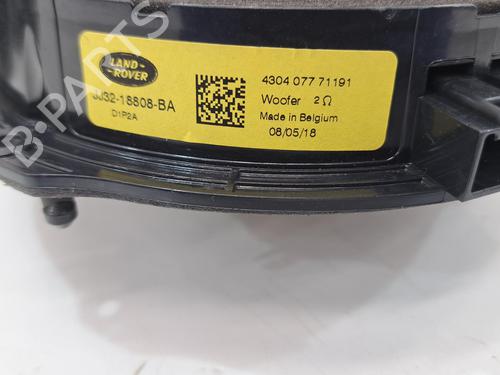 LAND-
-ROVER
JJ32-18808-BA
D1P2A
4304 077 71191
Woofer 2Ω
Made in Belgium
08/05/18
B-PARTS